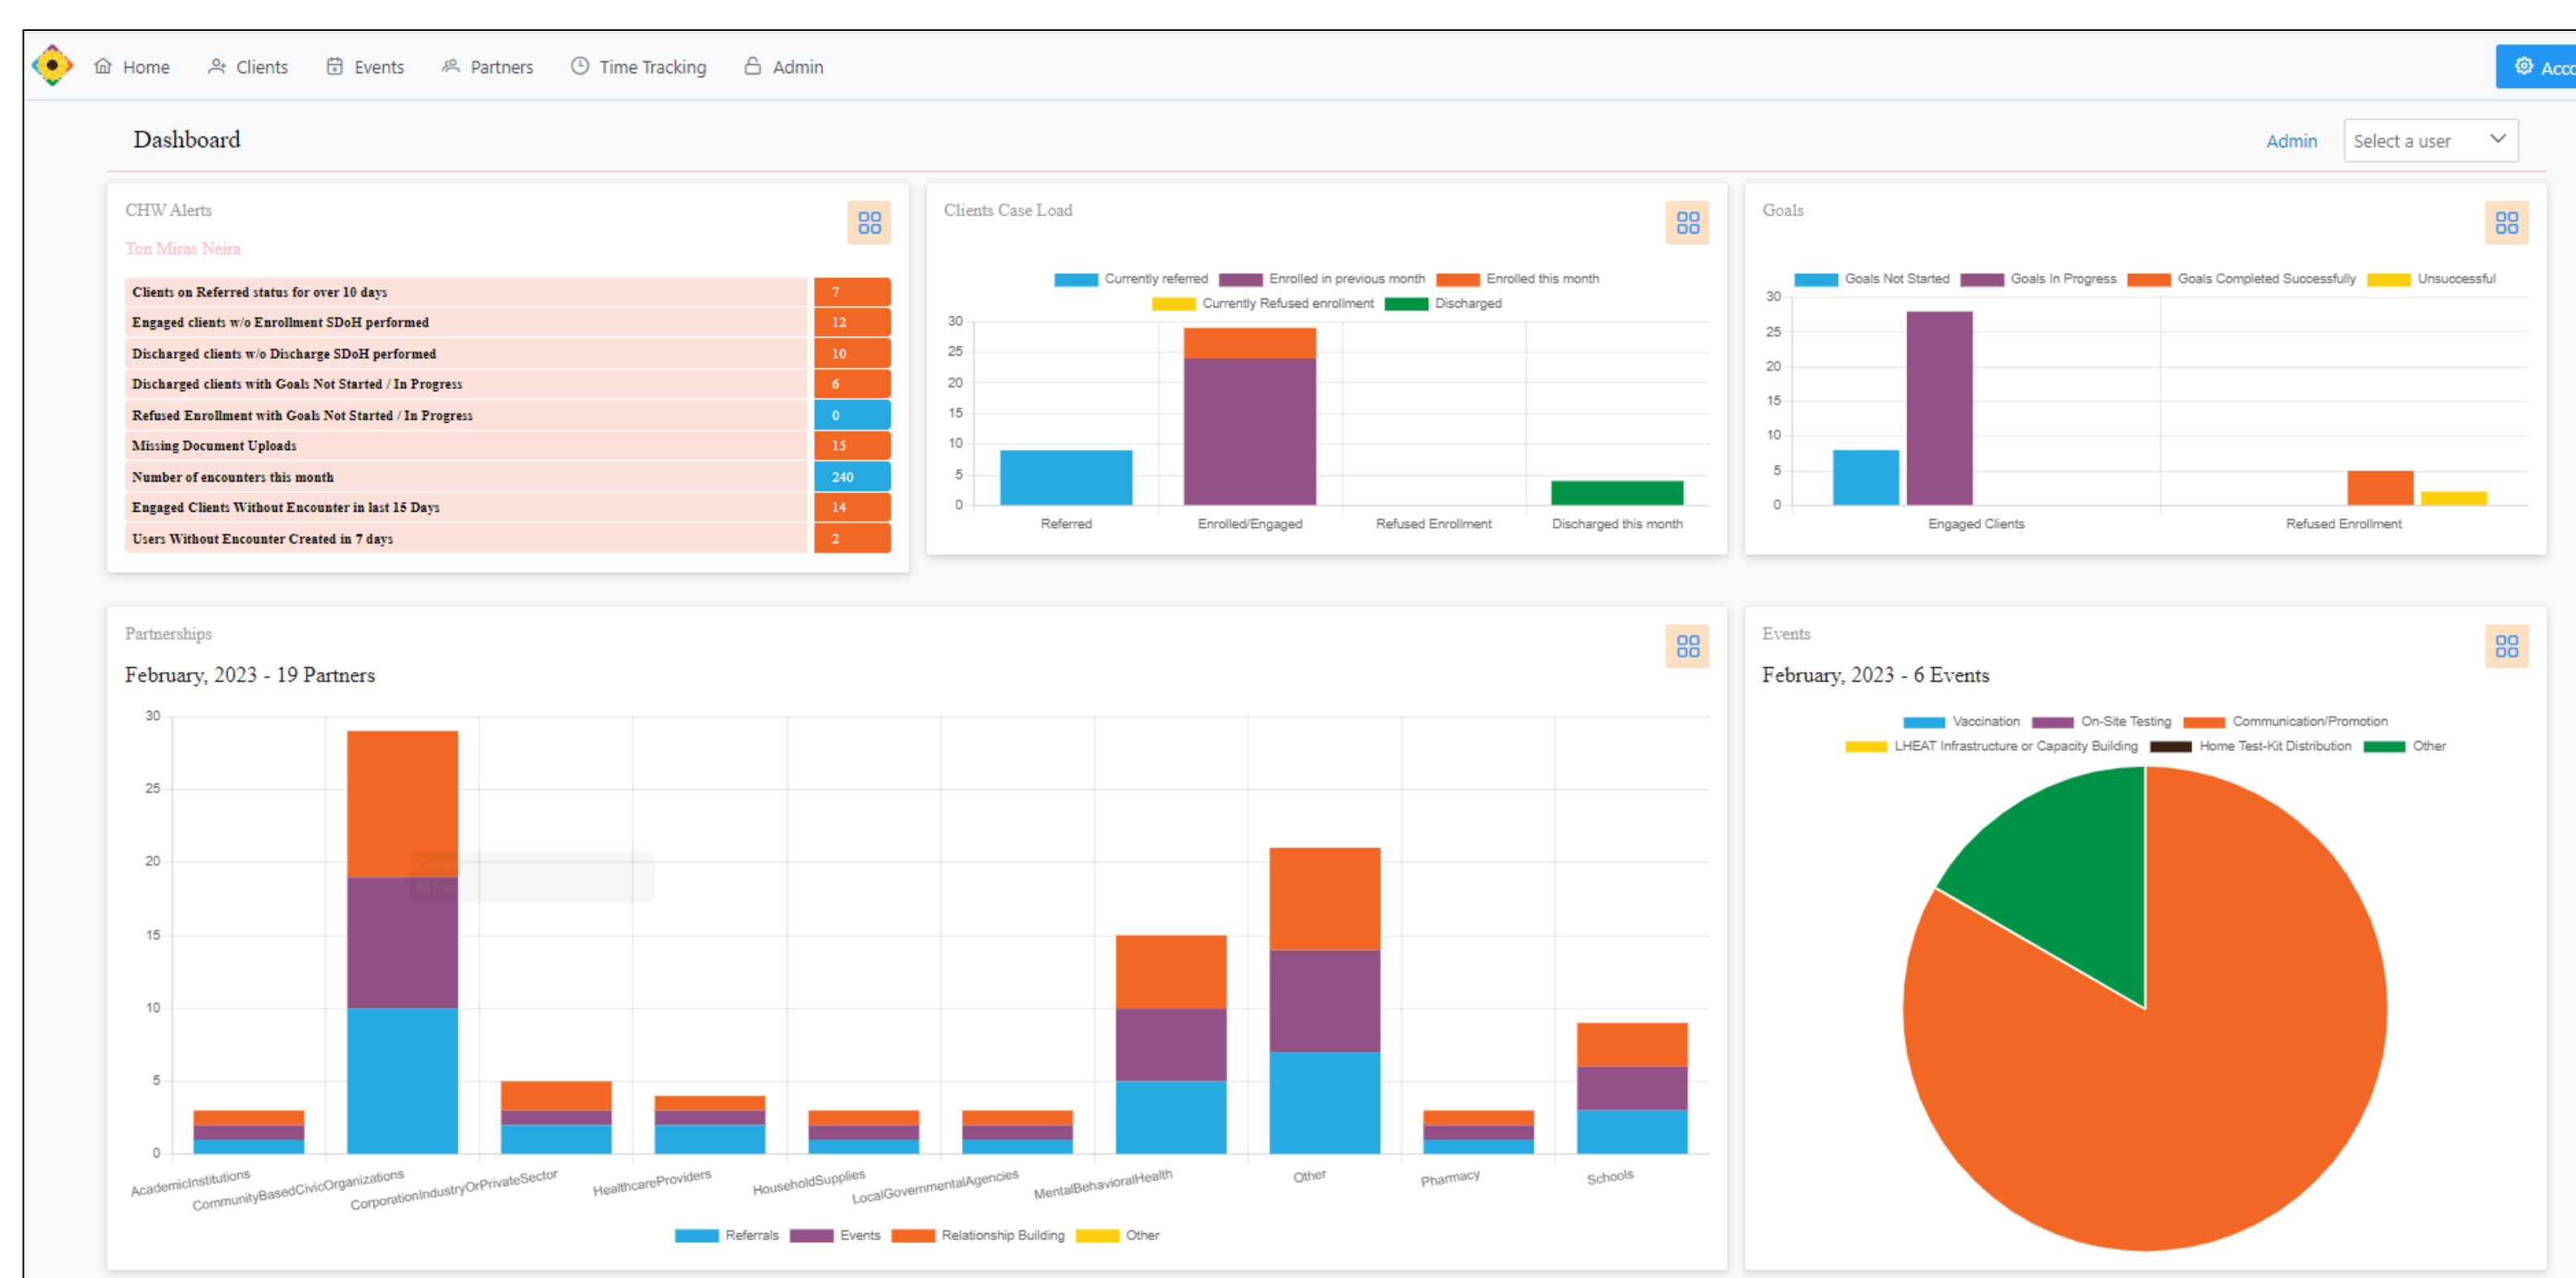 Home Clients Events Partners Time Tracking Admin
Dashboard
Admin Select a user
CHW Alerts
Ton Miras Neira
Clients on Referred status for over 10 days 7
Engaged clients w/o Enrollment SDoH performed 12
Discharged clients w/o Discharge SDoH performed 10
Discharged clients with Goals Not Started / In Progress 6
Refused Enrollment with Goals Not Started / In Progress 0
Missing Document Uploads 15
Number of encounters this month 240
Engaged Clients Without Encounter in last 15 Days 14
Users Without Encounter Created in 7 days 2
Clients Case Load
Currently referred Enrolled in previous month Enrolled this month
Currently Refused enrollment Discharged
30
25
20
15
10
5
0
Referred Enrolled/Engaged Refused Enrollment Discharged this month
Goals
Goals Not Started Goals In Progress Goals Completed Successfully Unsuccessful
30
25
20
15
10
5
0
Engaged Clients Refused Enrollment
Partnerships
February, 2023 - 19 Partners
30
25
20
15
10
5
0
AcademicInstitutions CommunityBasedCivicOrganizations CorporationIndustryOrPrivateSector HealthcareProviders HouseholdSupplies LocalGovernmentalAgencies MentalBehavioralHealth Other Pharmacy Schools
Referrals Events Relationship Building Other
Events
February, 2023 - 6 Events
Vaccination On-Site Testing Communication/Promotion
LHEAT Infrastructure or Capacity Building Home Test-Kit Distribution Other